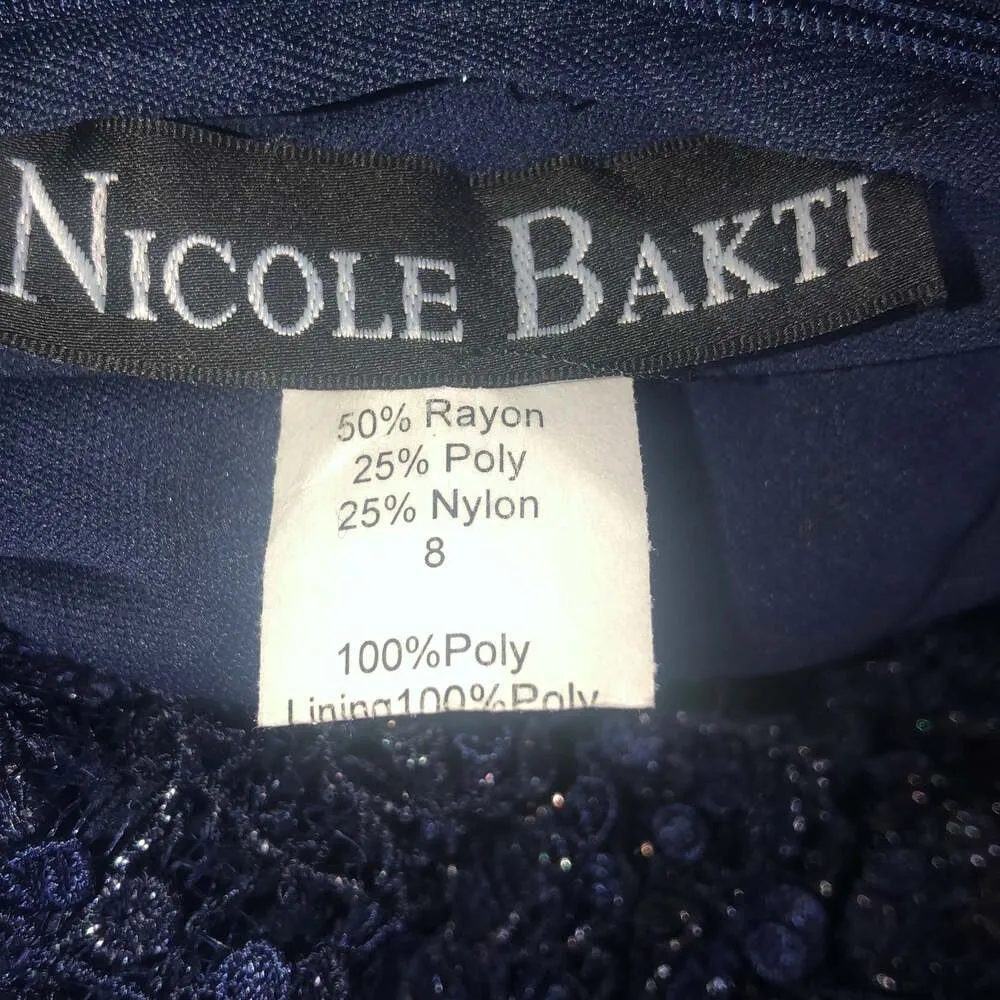 NICOLE BAKTI
50% Rayon
25% Poly
25% Nylon
8
100%Poly
Lining100%Poly